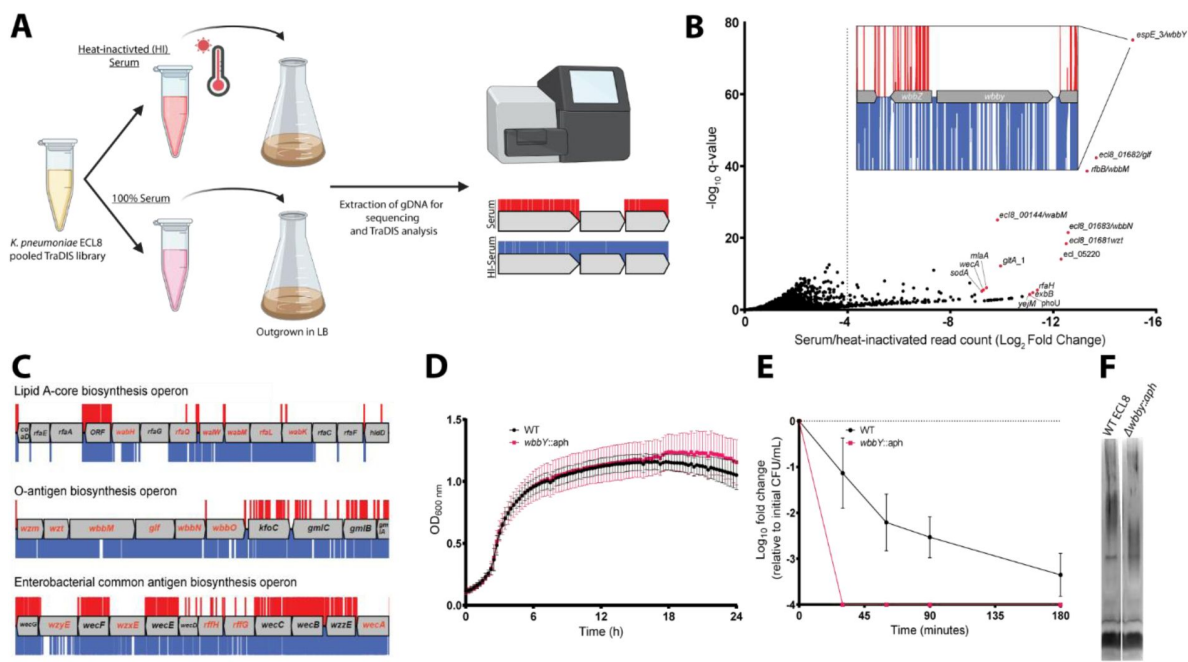 A
Heat-inactivted (HI)
Serum
100% Serum
K. pneumoniae ECL8
pooled TraDIS library
Outgrown in LB
Extraction of gDNA for
sequencing
and TraDIS analysis
Serum
HI-Serum
B
80
60
40
20
0
-log10 q-value
0
-4
-8
-12
-16
Serum/heat-inactivated read count (Log2 Fold Change)
wbbZ
wbby
espE_3/wbbY
ecl8_01682/glf
rfbB/wbbM
ecl8_00144/wabM
ecl8_01683/wbbN
ecl8_01681wzt
ecl_05220
gltA_1
mlaA
wecA
sodA
rfaH
exbB
phoU
yejM
C
Lipid A-core biosynthesis operon
co aD
rfaE
rfaA
ORF
wabH
rfaG
rfaQ
waiW
wabM
rfaL
wabK
rfaC
rfaF
hldD
O-antigen biosynthesis operon
wzm
wzt
wbbM
glf
wbbN
wbbO
kfoC
gmlC
gmlB
gm lA
Enterobacterial common antigen biosynthesis operon
wecG
wzyE
wecF
wzxE
wecE
wecD
rffH
rffG
wecC
wecB
wzzE
wecA
D
1.5
1.0
0.5
0.0
OD600 nm
WT
wbbY::aph
0
6
12
18
24
Time (h)
E
0
-1
-2
-3
-4
Log10 fold change
(relative to initial CFU/mL)
WT
wbbY::aph
0
45
90
135
180
Time (minutes)
F
WT ECL8
Δwbby::aph